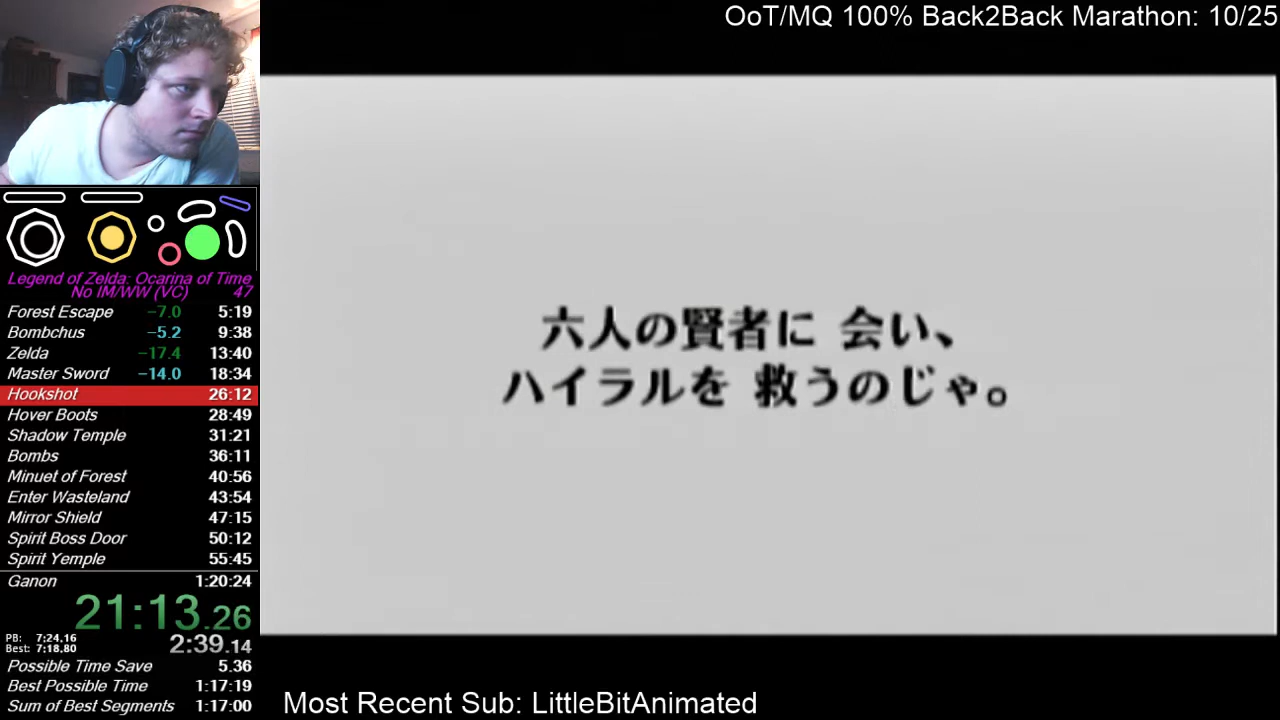 OoT/MQ 100% Back2Back Marathon: 10/25
六人の賢者に 会い、
ハイラルを 救うのじゃ。
Legend of Zelda: Ocarina of Time
No IM/WW (VC) 47
Forest Escape -7.0 5:19
Bombchus -5.2 9:38
Zelda -17.4 13:40
Master Sword -14.0 18:34
Hookshot 26:12
Hover Boots 28:49
Shadow Temple 31:21
Bombs 36:11
Minuet of Forest 40:56
Enter Wasteland 43:54
Mirror Shield 47:15
Spirit Boss Door 50:12
Spirit Yemple 55:45
Ganon 1:20:24
21:13.26
PB: 7:24.16
Best: 7:18.80
2:39.14
Possible Time Save 5.36
Best Possible Time 1:17:19
Sum of Best Segments 1:17:00
Most Recent Sub: LittleBitAnimated